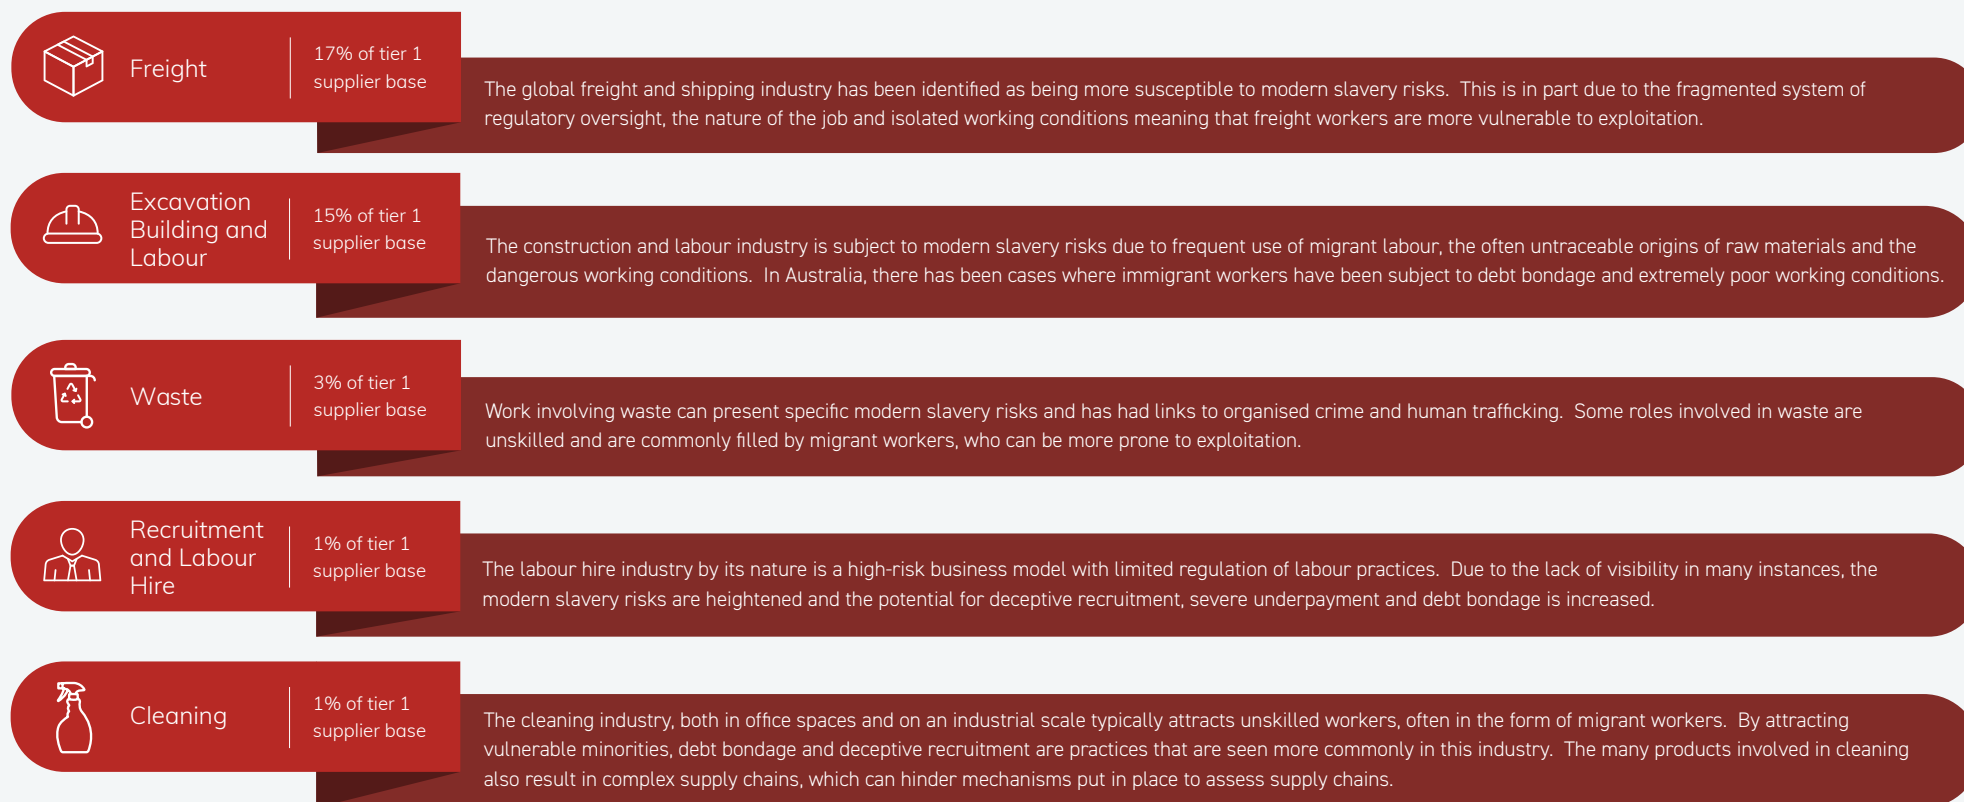 Freight
17% of tier 1
supplier base
The global freight and shipping industry has been identified as being more susceptible to modern slavery risks.  This is in part due to the fragmented system of
regulatory oversight, the nature of the job and isolated working conditions meaning that freight workers are more vulnerable to exploitation.
Excavation
Building and
Labour
15% of tier 1
supplier base
The construction and labour industry is subject to modern slavery risks due to frequent use of migrant labour, the often untraceable origins of raw materials and the
dangerous working conditions.  In Australia, there has been cases where immigrant workers have been subject to debt bondage and extremely poor working conditions.
Waste
3% of tier 1
supplier base
Work involving waste can present specific modern slavery risks and has had links to organised crime and human trafficking.  Some roles involved in waste are
unskilled and are commonly filled by migrant workers, who can be more prone to exploitation.
Recruitment
and Labour
Hire
1% of tier 1
supplier base
The labour hire industry by its nature is a high-risk business model with limited regulation of labour practices.  Due to the lack of visibility in many instances, the
modern slavery risks are heightened and the potential for deceptive recruitment, severe underpayment and debt bondage is increased.
Cleaning
1% of tier 1
supplier base
The cleaning industry, both in office spaces and on an industrial scale typically attracts unskilled workers, often in the form of migrant workers.  By attracting
vulnerable minorities, debt bondage and deceptive recruitment are practices that are seen more commonly in this industry.  The many products involved in cleaning
also result in complex supply chains, which can hinder mechanisms put in place to assess supply chains.